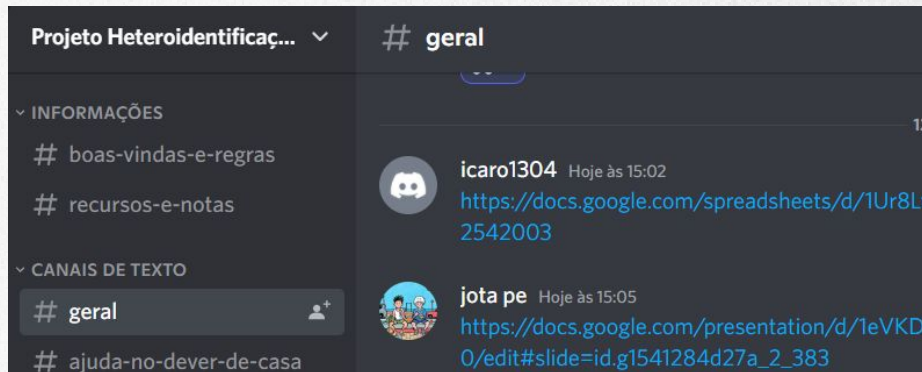 Projeto Heteroidentificaç...
INFORMAÇÕES
# boas-vindas-e-regras
# recursos-e-notas
CANAIS DE TEXTO
# geral
# ajuda-no-dever-de-casa
# geral
icaro1304 Hoje às 15:02
https://docs.google.com/spreadsheets/d/1Ur8L
2542003
jota pe Hoje às 15:05
https://docs.google.com/presentation/d/1eVKD
0/edit#slide=id.g1541284d27a_2_383